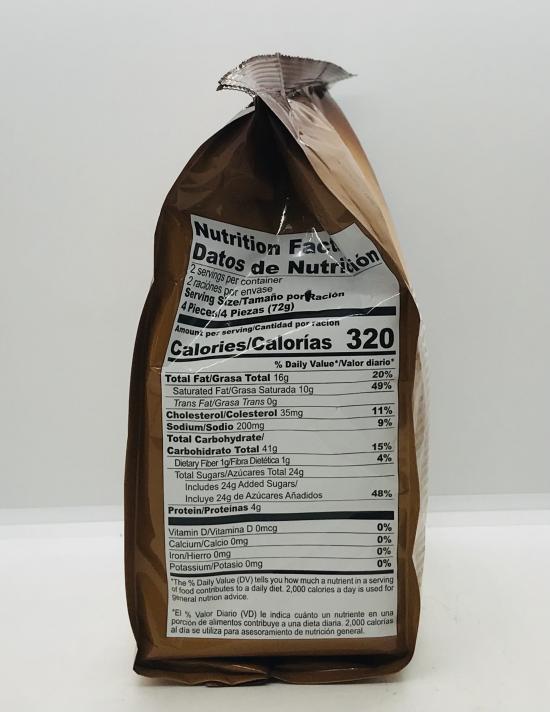 Nutrition Fact
Datos de Nutrición
2 servings per container
2 raciones por envase
Serving Size/Tamaño por Ración
4 Pieces/4 Piezas (72g)
Amount per serving/Cantidad por ración
Calories/Calorías 320
% Daily Value*/Valor diario*
Total Fat/Grasa Total 16g 20%
Saturated Fat/Grasa Saturada 10g 49%
Trans Fat/Grasa Trans 0g
Cholesterol/Colesterol 35mg 11%
Sodium/Sodio 200mg 9%
Total Carbohydrate/
Carbohidrato Total 41g 15%
Dietary Fiber 1g/Fibra Dietética 1g 4%
Total Sugars/Azúcares Total 24g
Includes 24g Added Sugars/
Incluye 24g de Azúcares Añadidos 48%
Protein/Proteínas 4g
Vitamin D/Vitamina D 0mcg 0%
Calcium/Calcio 0mg 0%
Iron/Hierro 0mg 0%
Potassium/Potasio 0mg 0%
*The % Daily Value (DV) tells you how much a nutrient in a serving
of food contributes to a daily diet. 2,000 calories a day is used for
general nutrion advice.
*El % Valor Diario (VD) le indica cuánto un nutriente en una
porción de alimentos contribuye a una dieta diaria. 2,000 calorías
al día se utiliza para asesoramiento de nutrición general.